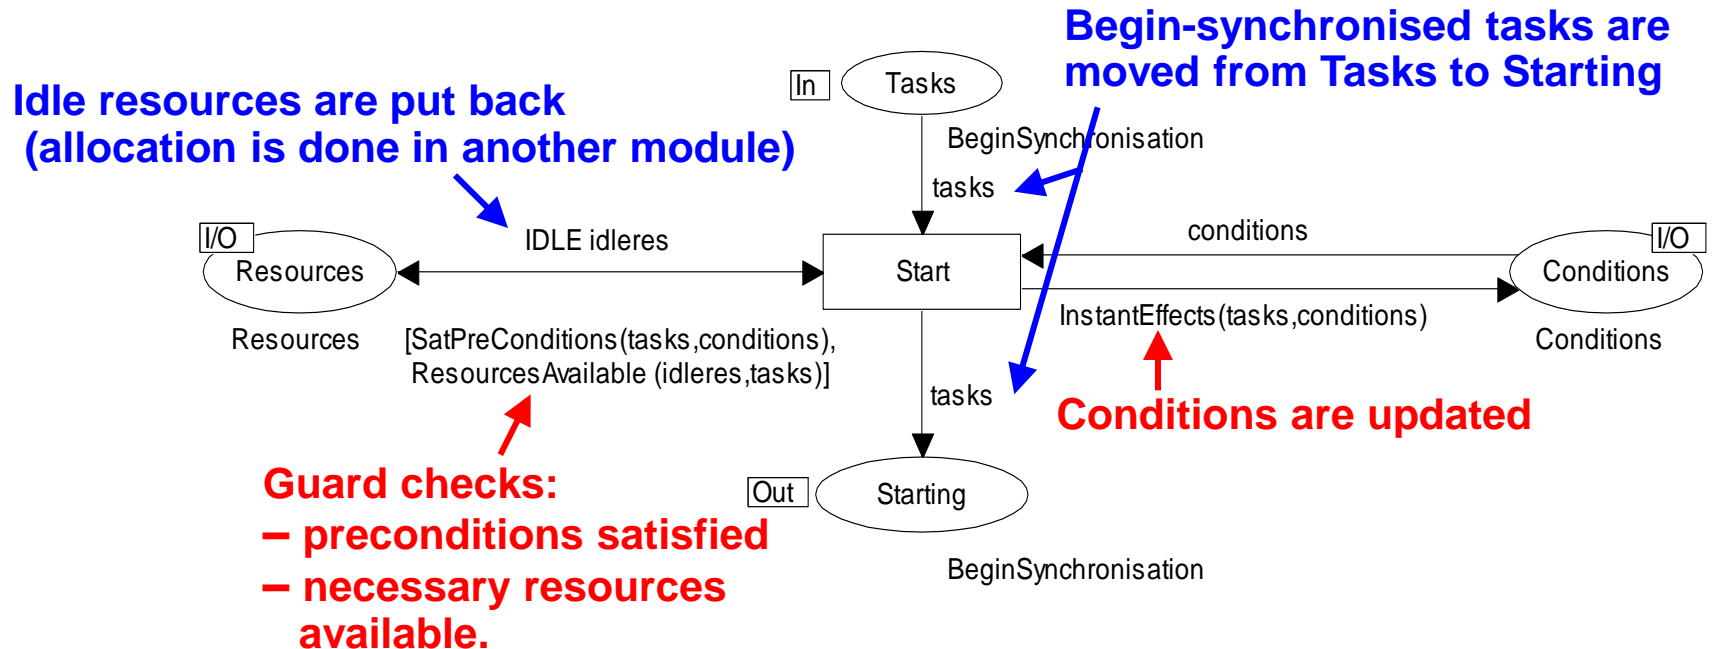 Begin-synchronised tasks are
moved from Tasks to Starting
In
Tasks
Idle resources are put back
(allocation is done in another module)
BeginSynchronisation
tasks
I/O
Resources
IDLE idleres
Start
conditions
I/O
Conditions
Resources
[SatPreConditions(tasks,conditions),
ResourcesAvailable (idleres,tasks)]
InstantEffects(tasks,conditions)
Conditions
tasks
Conditions are updated
Guard checks:
– preconditions satisfied
– necessary resources
available.
Out
Starting
BeginSynchronisation